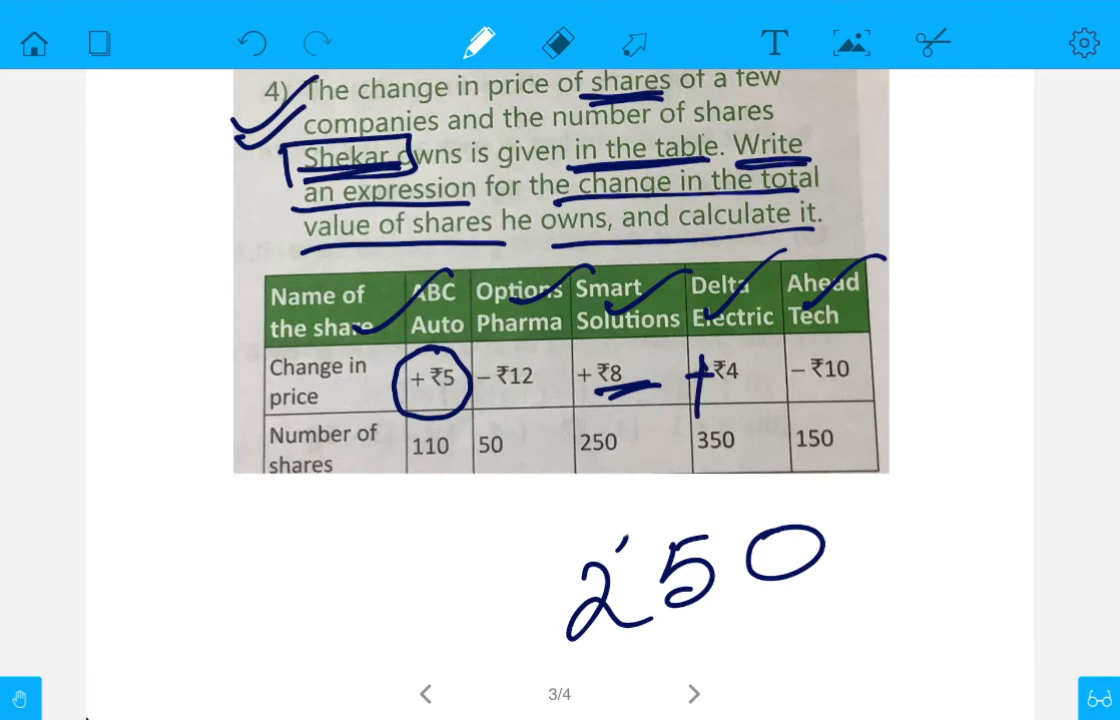 T
4) The change in price of shares of a few
companies and the number of shares
Shekar owns is given in the table. Write
an expression for the change in the total
value of shares he owns, and calculate it.
Name of the share ABC Auto Options Pharma Smart Solutions Delta Electric Ahead Tech
Change in price + ₹5 – ₹12 + ₹8 + ₹4 – ₹10
Number of shares 110 50 250 350 150
250
3/4